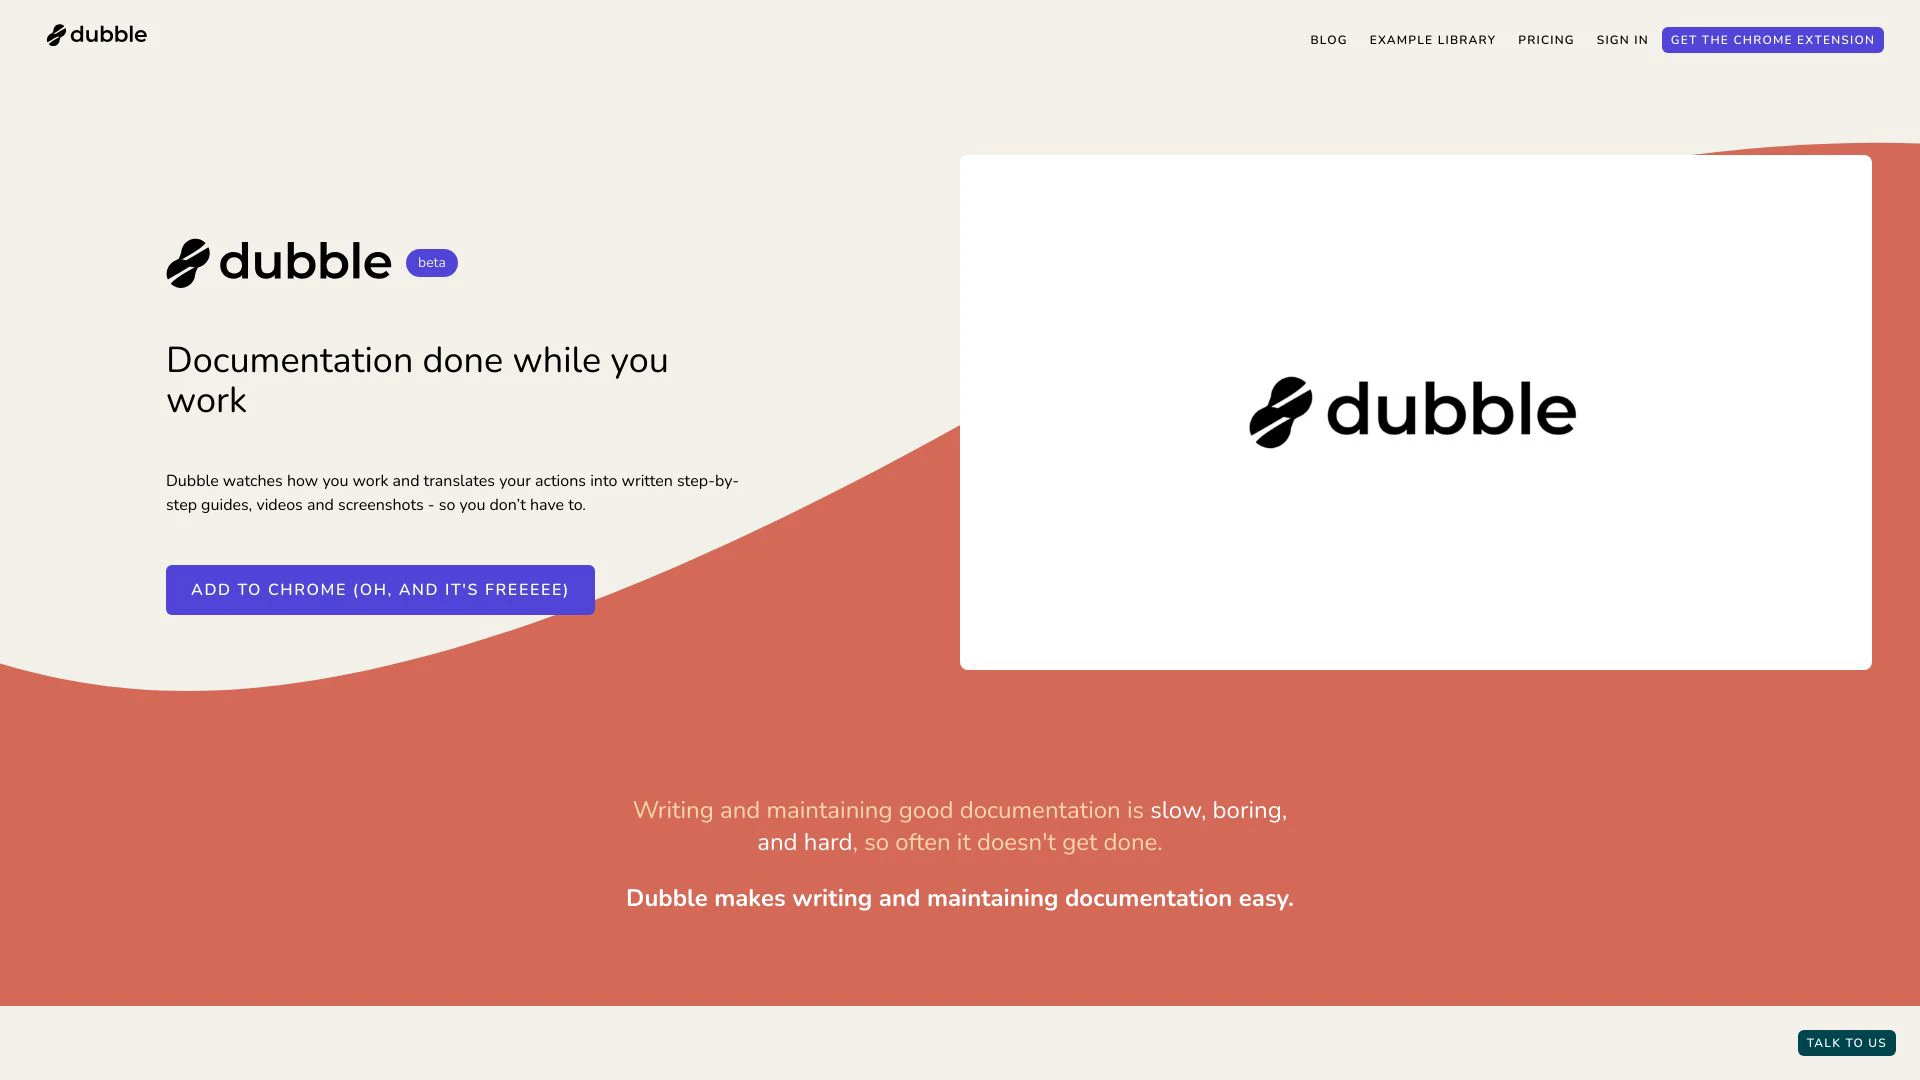 dubble
BLOG
EXAMPLE LIBRARY
PRICING
SIGN IN
GET THE CHROME EXTENSION
dubble
beta
Documentation done while you
work
Dubble watches how you work and translates your actions into written step-by-
step guides, videos and screenshots - so you don’t have to.
ADD TO CHROME (OH, AND IT'S FREEEEE)
dubble
Writing and maintaining good documentation is slow, boring,
and hard, so often it doesn't get done.
Dubble makes writing and maintaining documentation easy.
TALK TO US